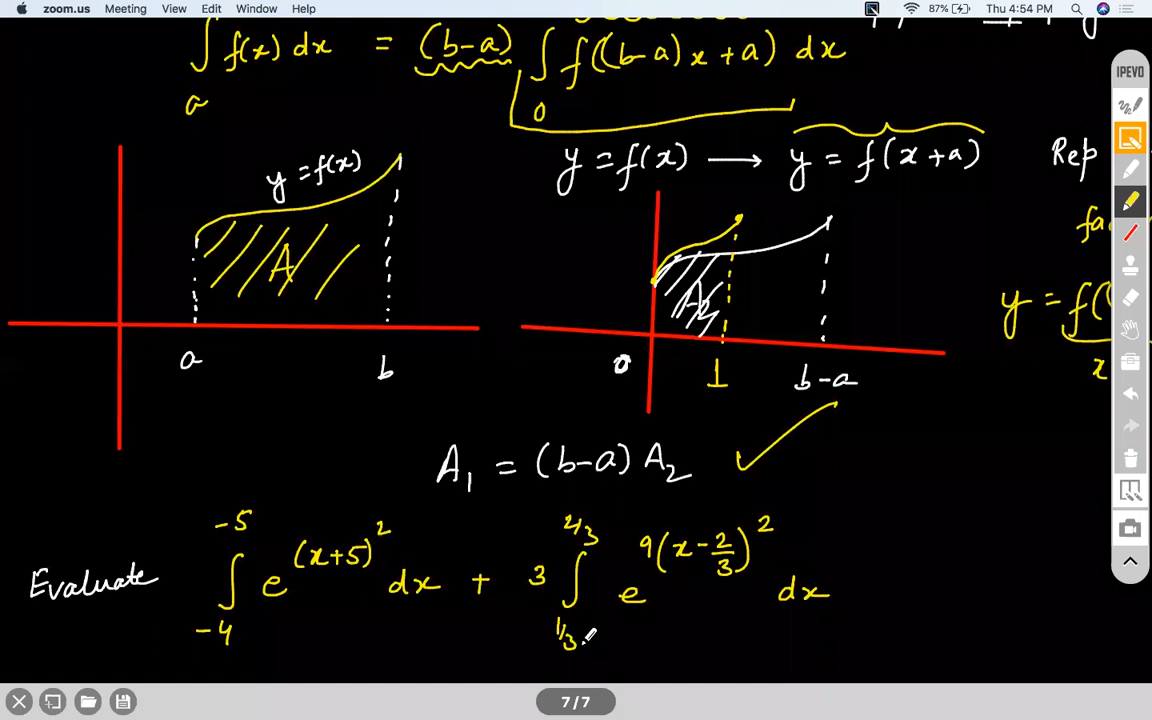 zoom.us Meeting View Edit Window Help 87% Thu 4:54 PM
∫ₐ f(x) dx = (b-a) ∫₀ f((b-a)x+a) dx
IPEVO
y = f(x) → y = f(x+a)
Rep
y = f(x)
A
A₂
y = f(
x
a b
0 1 b-a
A₁ = (b-a) A₂ ✓
Evaluate ∫₋₄⁻⁵ e^(x+5)² dx + 3 ∫_{1/3}^{2/3} e^{9(x-2/3)²} dx
7/7